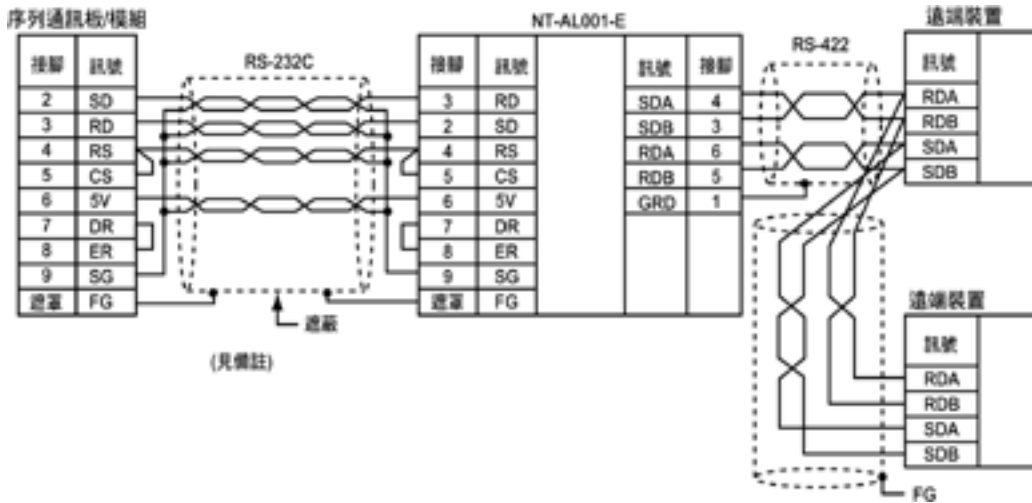 序列通訊板/模組
接腳 訊號
2 SD
3 RD
4 RS
5 CS
6 5V
7 DR
8 ER
9 SG
遮罩 FG
RS-232C
遮蔽
(見備註)
NT-AL001-E
接腳 訊號
3 RD
2 SD
4 RS
5 CS
6 5V
7 DR
8 ER
9 SG
遮罩 FG
訊號 接腳
SDA 4
SDB 3
RDA 6
RDB 5
GRD 1
RS-422
遠端裝置
訊號
RDA
RDB
SDA
SDB
遠端裝置
訊號
RDA
RDB
SDA
SDB
FG